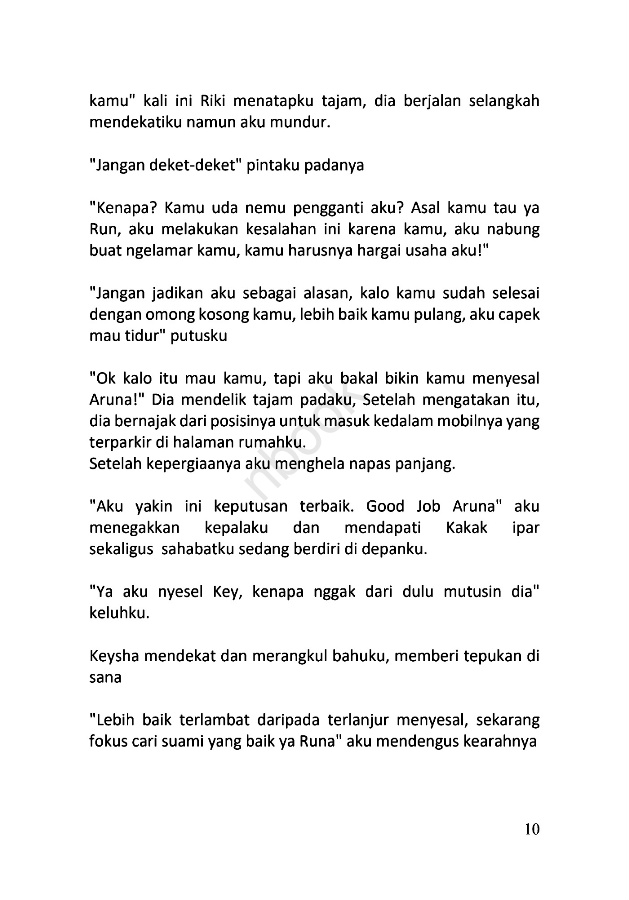 kamu" kali ini Riki menatapku tajam, dia berjalan selangkah
mendekatiku namun aku mundur.
"Jangan deket-deket" pintaku padanya
"Kenapa? Kamu uda nemu pengganti aku? Asal kamu tau ya
Run, aku melakukan kesalahan ini karena kamu, aku nabung
buat ngelamar kamu, kamu harusnya hargai usaha aku!"
"Jangan jadikan aku sebagai alasan, kalo kamu sudah selesai
dengan omong kosong kamu, lebih baik kamu pulang, aku capek
mau tidur" putusku
"Ok kalo itu mau kamu, tapi aku bakal bikin kamu menyesal
Aruna!" Dia mendelik tajam padaku, Setelah mengatakan itu,
dia bernajak dari posisinya untuk masuk kedalam mobilnya yang
terparkir di halaman rumahku.
Setelah kepergiaanya aku menghela napas panjang.
"Aku yakin ini keputusan terbaik. Good Job Aruna" aku
menegakkan kepalaku dan mendapati Kakak ipar
sekaligus sahabatku sedang berdiri di depanku.
"Ya aku nyesel Key, kenapa nggak dari dulu mutusin dia"
keluhku.
Keysha mendekat dan merangkul bahuku, memberi tepukan di
sana
"Lebih baik terlambat daripada terlanjur menyesal, sekarang
fokus cari suami yang baik ya Runa" aku mendengus kearahnya
10